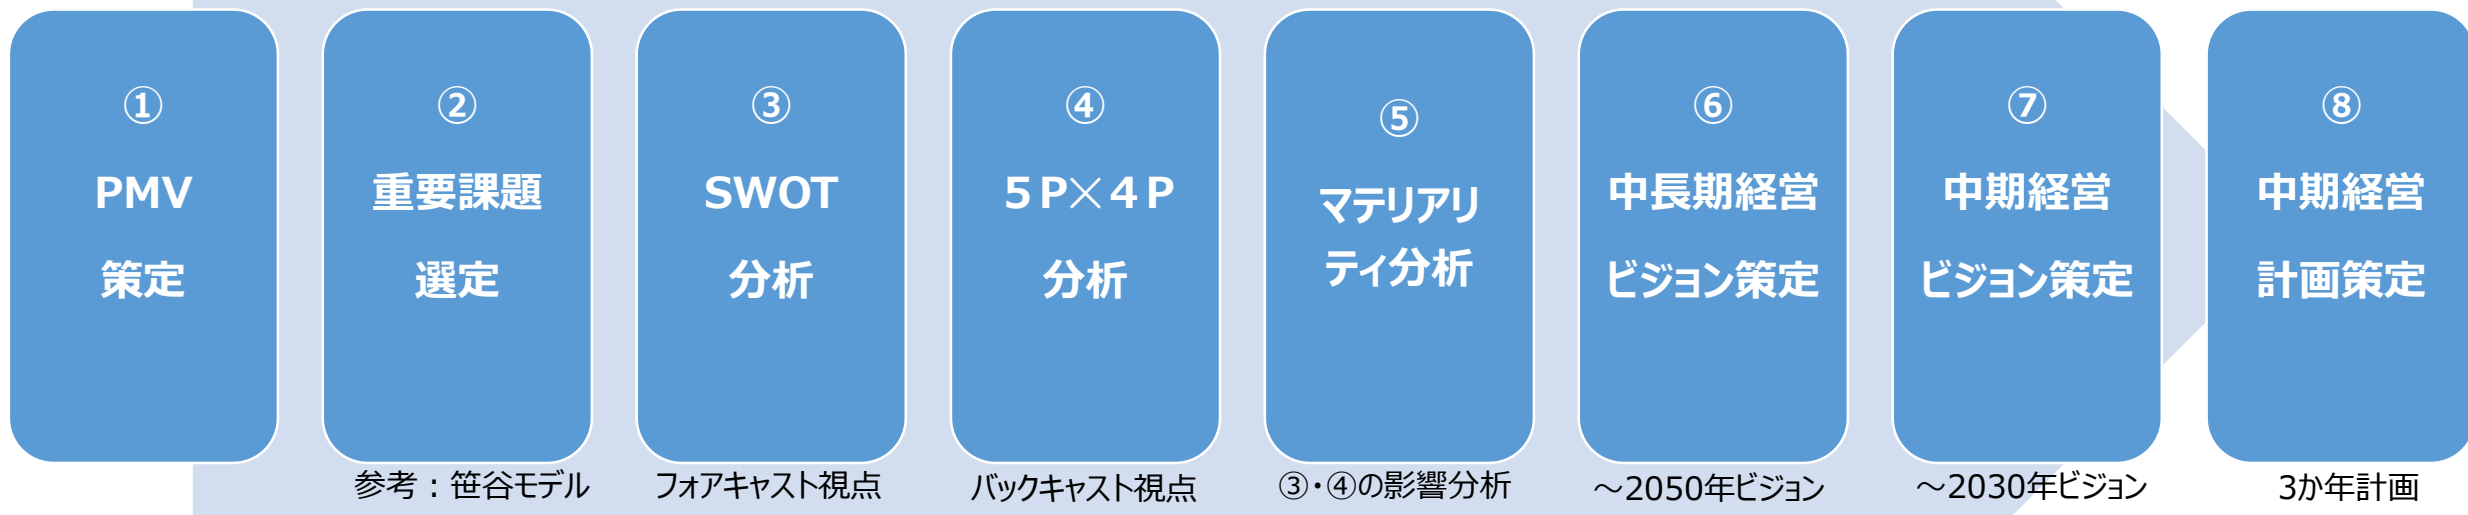 ①
PMV
策定
②
重要課題
選定
参考：笹谷モデル
③
SWOT
分析
フォアキャスト視点
④
５P×４P
分析
バックキャスト視点
⑤
マテリアリ
ティ分析
③・④の影響分析
⑥
中長期経営
ビジョン策定
～2050年ビジョン
⑦
中期経営
ビジョン策定
～2030年ビジョン
⑧
中期経営
計画策定
3か年計画